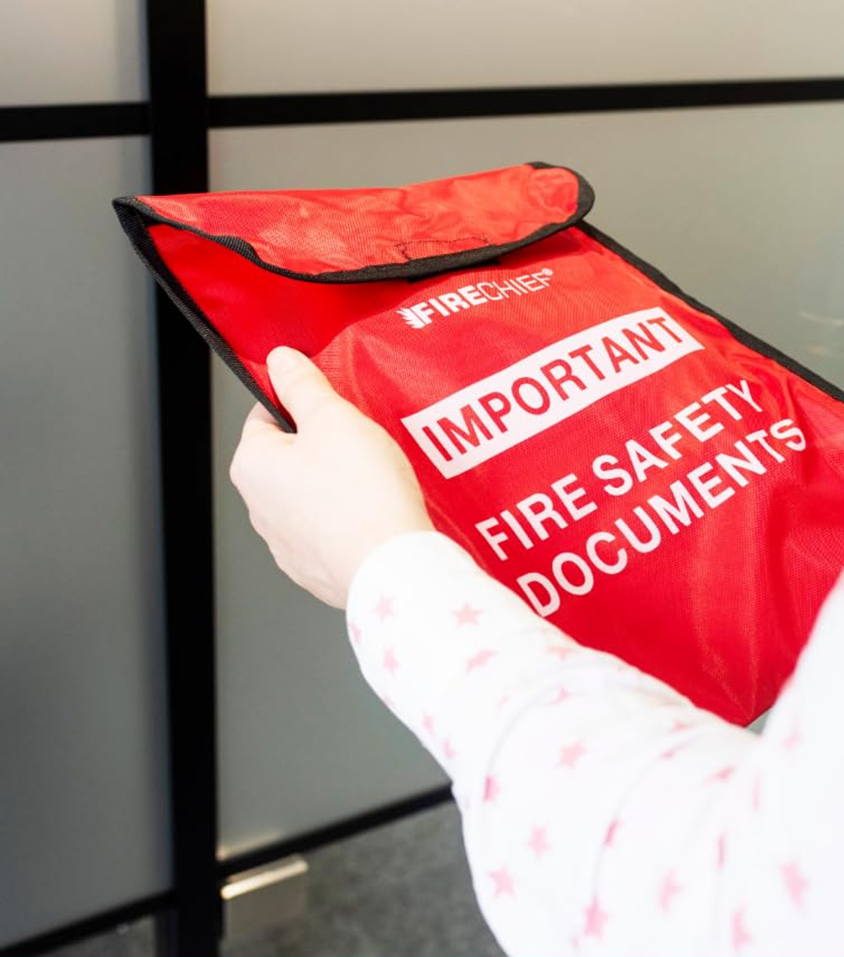 FIRECHIEF®
IMPORTANT
FIRE SAFETY
DOCUMENTS